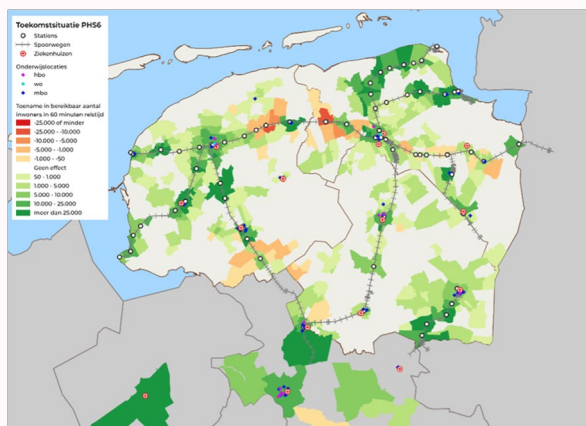 Toekomstsituatie PHS6
Stations
Spoorwegen
Ziekenhuizen
Onderwijslocaties
hbo
wo
mbo
Toename in bereikbaar aantal
inwoners in 60 minuten reistijd
-25.000 of minder
-25.000 - -10.000
-10.000 - -5.000
-5.000 - -1.000
-1.000 - -50
Geen effect
50 - 1.000
1.000 - 5.000
5.000 - 10.000
10.000 - 25.000
meer dan 25.000